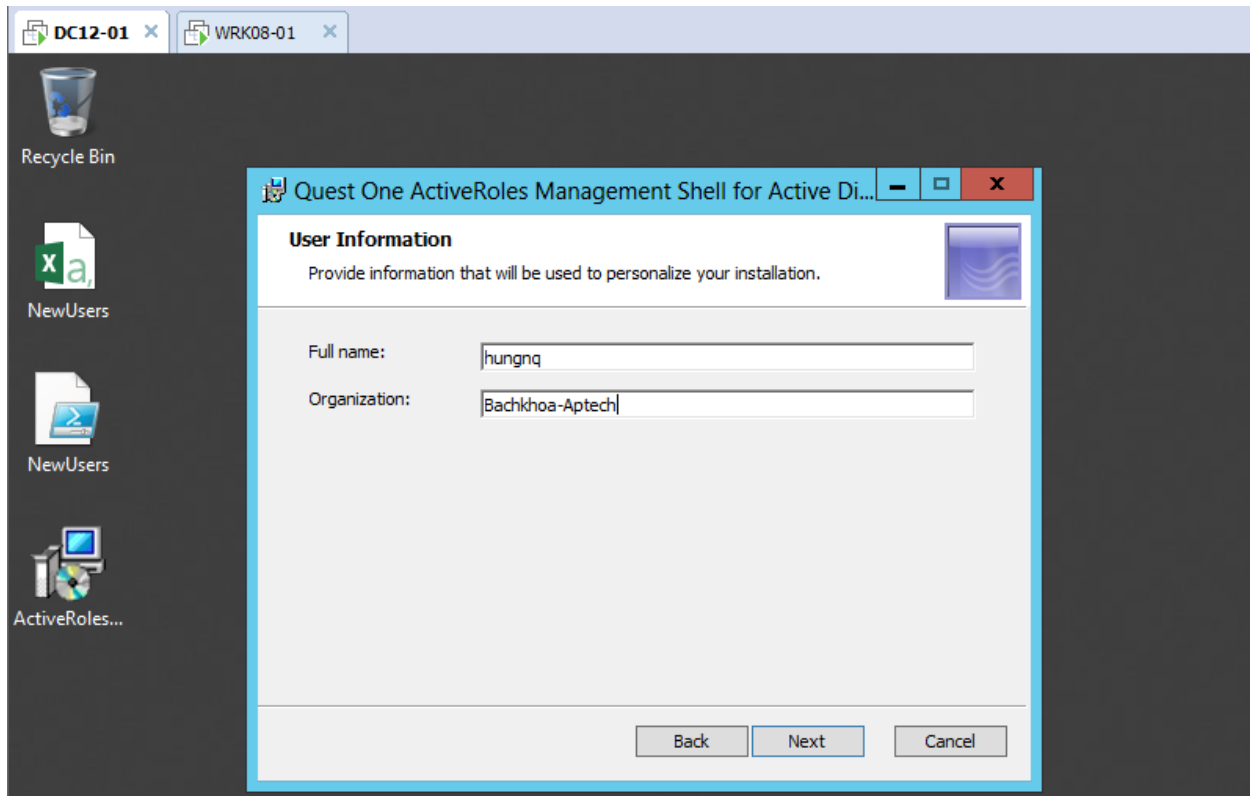 DC12-01
WRK08-01
Recycle Bin
NewUsers
NewUsers
ActiveRoles...
Quest One ActiveRoles Management Shell for Active Di...
User Information
Provide information that will be used to personalize your installation.
Full name:
hungnq
Organization:
Bachkhoa-Aptech
Back
Next
Cancel